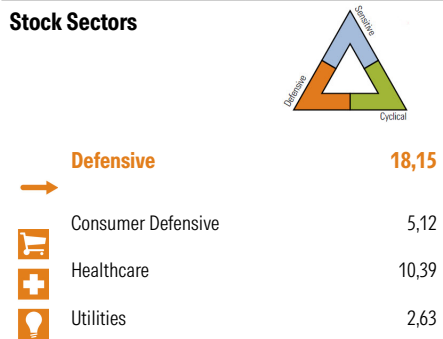 Stock Sectors
Sensitive
Defensive
Cyclical
Defensive 18,15
Consumer Defensive 5,12
Healthcare 10,39
Utilities 2,63